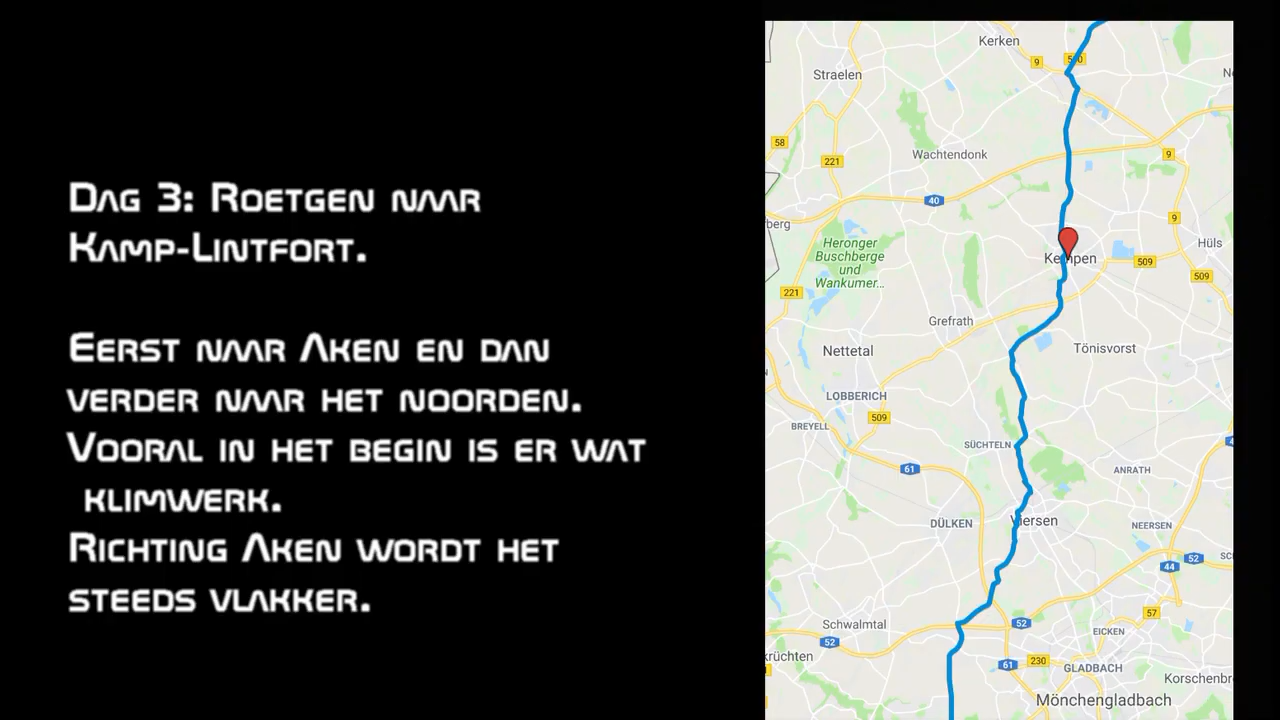 Dag 3: Roetgen naar
Kamp-Lintfort.
Eerst naar Aken en dan
verder naar het noorden.
Vooral in het begin is er wat
klimwerk.
Richting Aken wordt het
steeds vlakker.
Kerken
9
Straelen
58
221
Wachtendonk
9
40
9
berg
Heronger
Buschberge
und
Wankumer...
Hüls
Kempen
509
509
221
Grefrath
Nettetal
Tönisvorst
LOBBERICH
509
BREYELL
SÜCHTELN
61
ANRATH
DÜLKEN
Viersen
NEERSEN
52
44
57
Schwalmtal
52
52
EICKEN
krüchten
61
230
GLADBACH
Korschenbr
Mönchengladbach